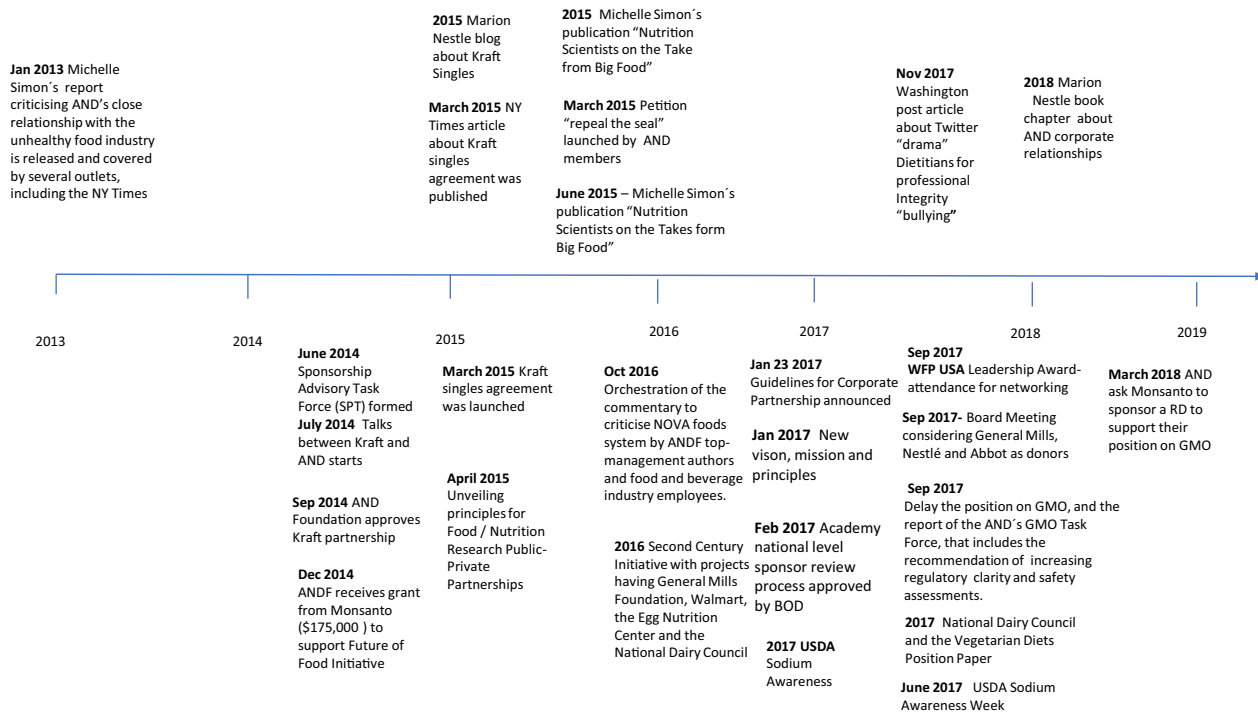 Jan 2013 Michelle
Simon´s report
criticising AND's close
relationship with the
unhealthy food industry
is released and covered
by several outlets,
including the NY Times
2015 Marion
Nestle blog
about Kraft
Singles
March 2015 NY
Times article
about Kraft
singles
agreement was
published
2015 Michelle Simon´s
publication “Nutrition
Scientists on the Take
from Big Food”
March 2015 Petition
“repeal the seal”
launched by AND
members
June 2015 – Michelle Simon´s
publication “Nutrition
Scientists on the Takes form
Big Food”
Nov 2017
Washington
post article
about Twitter
“drama”
Dietitians for
professional
Integrity
“bullying”
2018 Marion
Nestle book
chapter about
AND corporate
relationships
2013
2014
2015
2016
2017
2018
2019
June 2014
Sponsorship
Advisory Task
Force (SPT) formed
July 2014 Talks
between Kraft and
AND starts
Sep 2014 AND
Foundation approves
Kraft partnership
Dec 2014
ANDF receives grant
from Monsanto
($175,000 ) to
support Future of
Food Initiative
March 2015 Kraft
singles agreement
was launched
April 2015
Unveiling
principles for
Food / Nutrition
Research Public-
Private
Partnerships
Oct 2016
Orchestration of the
commentary to
criticise NOVA foods
system by ANDF top-
management authors
and food and beverage
industry employees.
2016 Second Century
Initiative with projects
having General Mills
Foundation, Walmart,
the Egg Nutrition
Center and the
National Dairy Council
Jan 23 2017
Guidelines for Corporate
Partnership announced
Jan 2017 New
vison, mission and
principles
Feb 2017 Academy
national level
sponsor review
process approved
by BOD
2017 USDA
Sodium
Awareness
Sep 2017
WFP USA Leadership Award-
attendance for networking
Sep 2017- Board Meeting
considering General Mills,
Nestlé and Abbot as donors
Sep 2017
Delay the position on GMO, and the
report of the AND´s GMO Task
Force, that includes the
recommendation of increasing
regulatory clarity and safety
assessments.
2017 National Dairy Council
and the Vegetarian Diets
Position Paper
June 2017 USDA Sodium
Awareness Week
March 2018 AND
ask Monsanto to
sponsor a RD to
support their
position on GMO